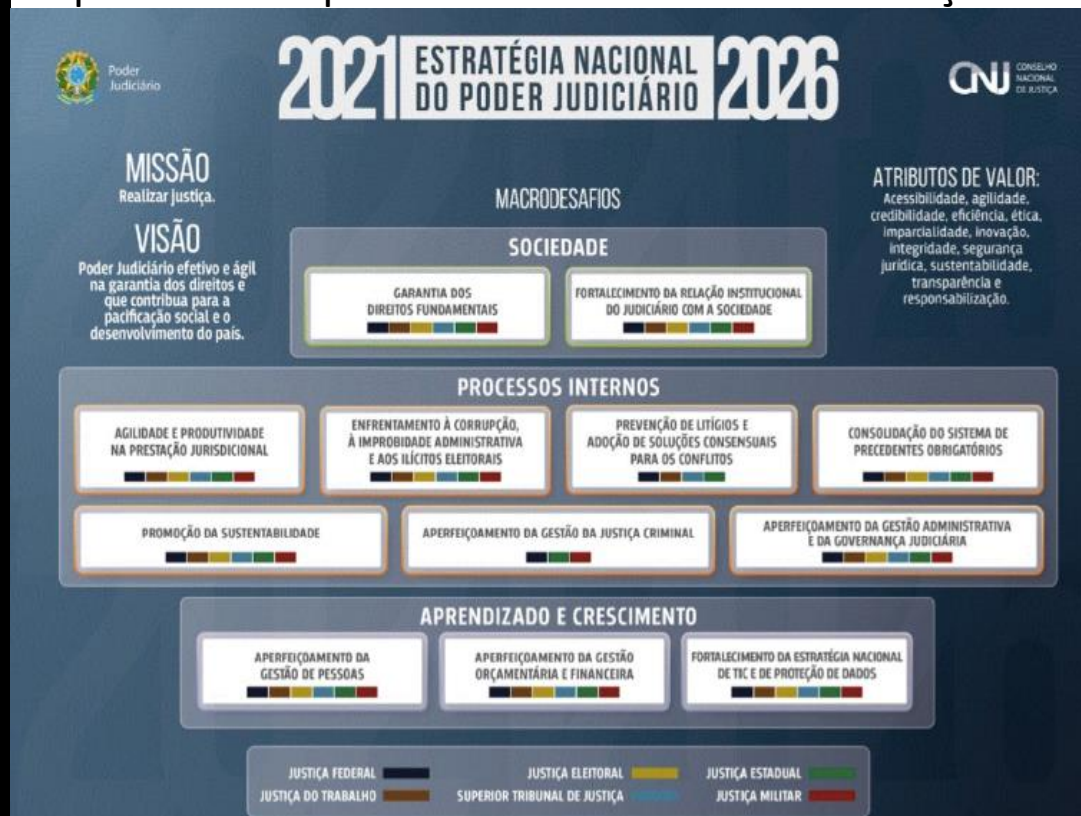 Poder
Judiciário
2021 ESTRATÉGIA NACIONAL
DO PODER JUDICIÁRIO 2026
CNJ CONSELHO
NACIONAL
DE JUSTIÇA
MISSÃO
Realizar justiça.
VISÃO
Poder Judiciário efetivo e ágil
na garantia dos direitos e
que contribua para a
pacificação social e o
desenvolvimento do país.
MACRODESAFIOS
ATRIBUTOS DE VALOR:
Acessibilidade, agilidade,
credibilidade, eficiência, ética,
imparcialidade, inovação,
integridade, segurança
jurídica, sustentabilidade,
transparência e
responsabilização.
SOCIEDADE
GARANTIA DOS
DIREITOS FUNDAMENTAIS
FORTALECIMENTO DA RELAÇÃO INSTITUCIONAL
DO JUDICIÁRIO COM A SOCIEDADE
PROCESSOS INTERNOS
AGILIDADE E PRODUTIVIDADE
NA PRESTAÇÃO JURISDICIONAL
ENFRENTAMENTO À CORRUPÇÃO,
À IMPROBIDADE ADMINISTRATIVA
E AOS ILÍCITOS ELEITORAIS
PREVENÇÃO DE LITÍGIOS E
ADOÇÃO DE SOLUÇÕES CONSENSUAIS
PARA OS CONFLITOS
CONSOLIDAÇÃO DO SISTEMA DE
PRECEDENTES OBRIGATÓRIOS
PROMOÇÃO DA SUSTENTABILIDADE
APERFEIÇOAMENTO DA GESTÃO DA JUSTIÇA CRIMINAL
APERFEIÇOAMENTO DA GESTÃO ADMINISTRATIVA
E DA GOVERNANÇA JUDICIÁRIA
APRENDIZADO E CRESCIMENTO
APERFEIÇOAMENTO DA
GESTÃO DE PESSOAS
APERFEIÇOAMENTO DA GESTÃO
ORÇAMENTÁRIA E FINANCEIRA
FORTALECIMENTO DA ESTRATÉGIA NACIONAL
DE TIC E DE PROTEÇÃO DE DADOS
JUSTIÇA FEDERAL
JUSTIÇA ELEITORAL
JUSTIÇA ESTADUAL
JUSTIÇA DO TRABALHO
SUPERIOR TRIBUNAL DE JUSTIÇA
JUSTIÇA MILITAR